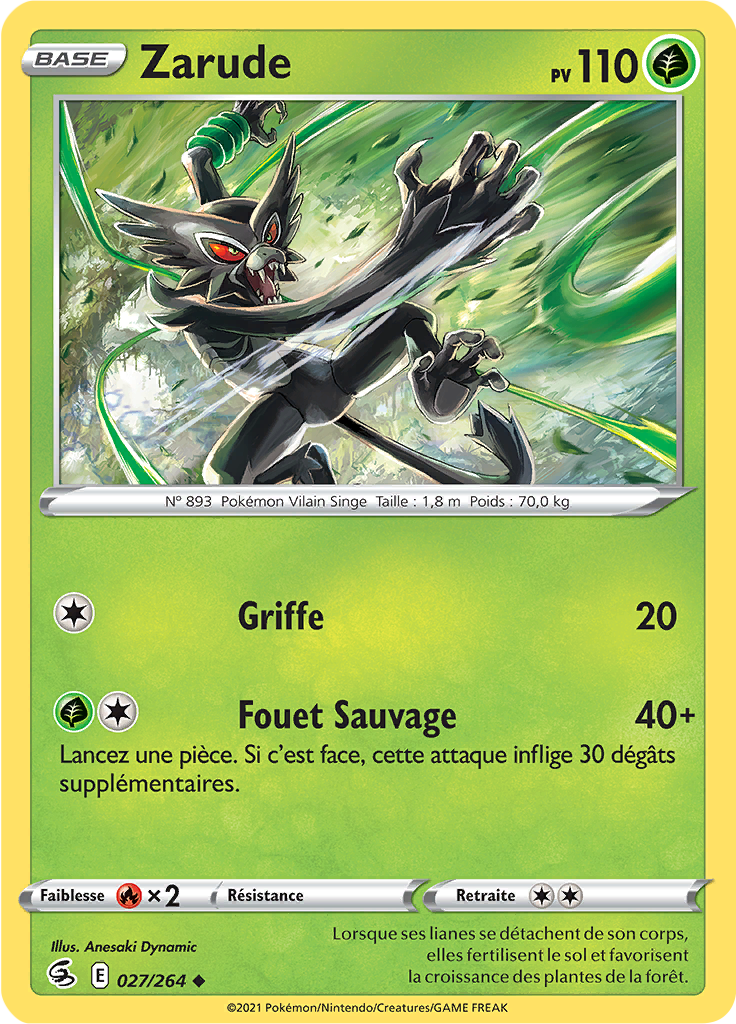 BASE Zarude PV 110
N° 893 Pokémon Vilain Singe Taille : 1,8 m Poids : 70,0 kg
Griffe 20
Fouet Sauvage 40+
Lancez une pièce. Si c'est face, cette attaque inflige 30 dégâts
supplémentaires.
Faiblesse ×2 Résistance Retraite
Illus. Anesaki Dynamic
Lorsque ses lianes se détachent de son corps,
elles fertilisent le sol et favorisent
la croissance des plantes de la forêt.
E 027/264
©2021 Pokémon/Nintendo/Creatures/GAME FREAK